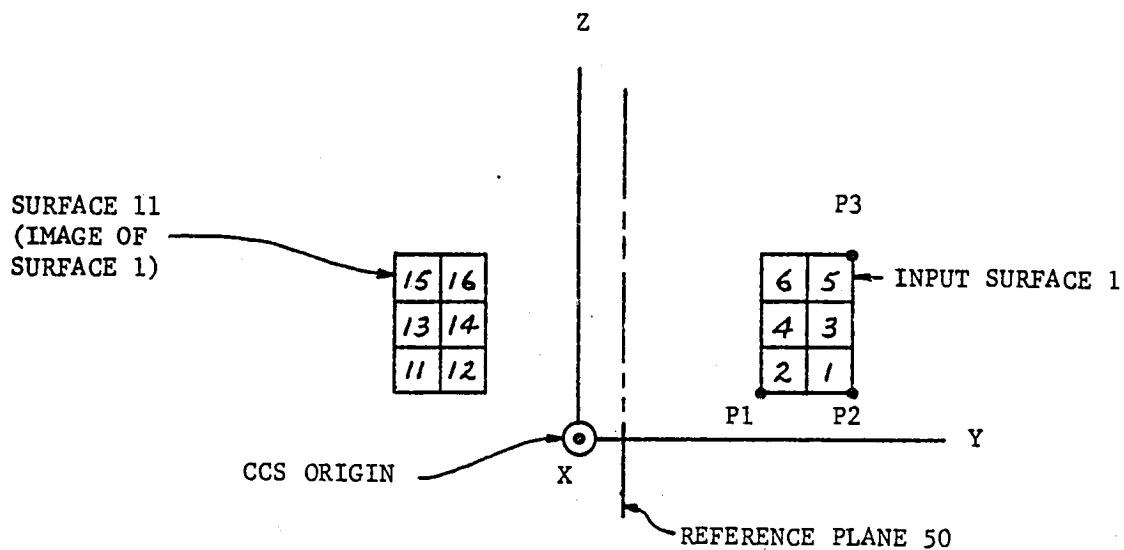 Z
SURFACE 11
(IMAGE OF
SURFACE 1)
P3
15 16
6 5
INPUT SURFACE 1
13 14
4 3
11 12
2 1
P1
P2
Y
CCS ORIGIN
X
REFERENCE PLANE 50